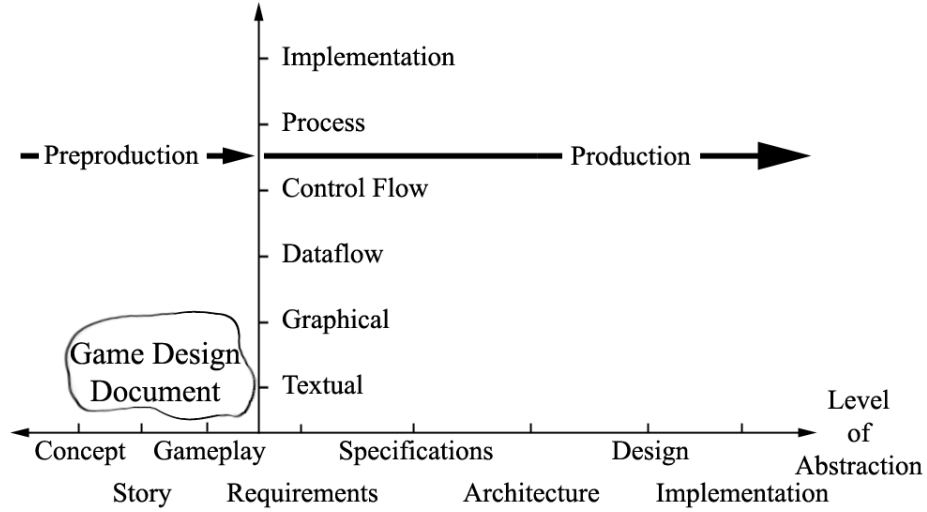 Implementation
Process
Preproduction
Production
Control Flow
Dataflow
Graphical
Game Design
Document
Textual
Level
of
Abstraction
Concept
Gameplay
Specifications
Design
Story
Requirements
Architecture
Implementation